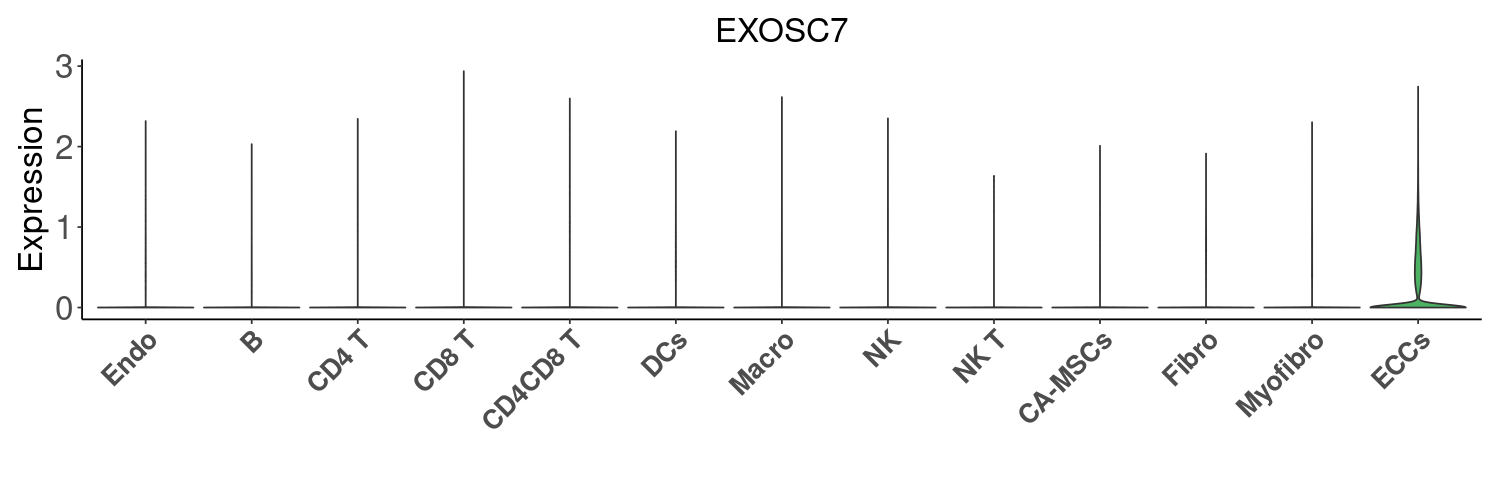 EXOSC7
Expression
3
2
1
0
Endo
B
CD4 T
CD8 T
CD4CD8 T
DCs
Macro
NK
NK T
CA-MSCs
Fibro
Myofibro
ECCs